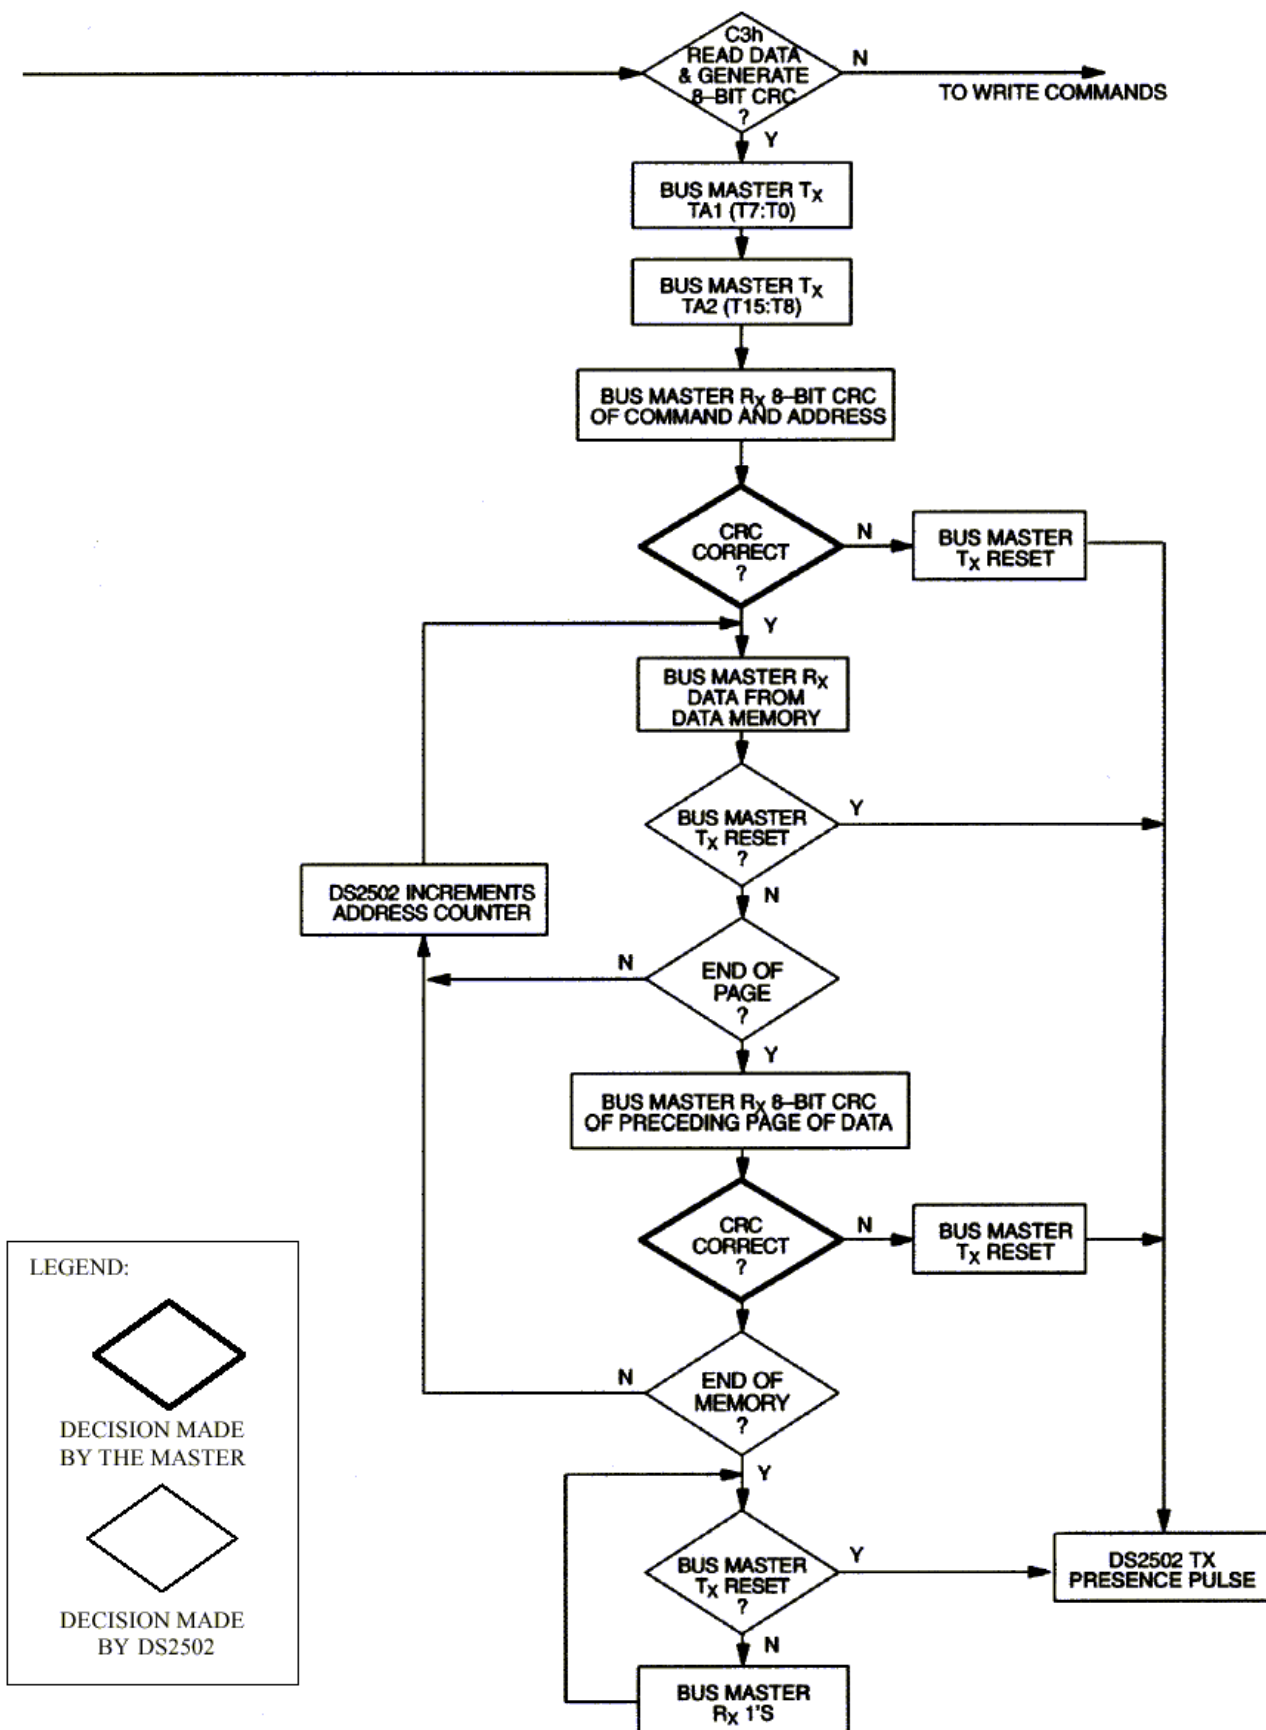 C3h
READ DATA
& GENERATE
8–BIT CRC
?
N
TO WRITE COMMANDS
Y
BUS MASTER TX
TA1 (T7:T0)
BUS MASTER TX
TA2 (T15:T8)
BUS MASTER RX 8–BIT CRC
OF COMMAND AND ADDRESS
CRC
CORRECT
?
N
BUS MASTER
TX RESET
Y
BUS MASTER RX
DATA FROM
DATA MEMORY
BUS MASTER
TX RESET
?
Y
N
DS2502 INCREMENTS
ADDRESS COUNTER
END OF
PAGE
?
N
Y
BUS MASTER RX 8–BIT CRC
OF PRECEDING PAGE OF DATA
CRC
CORRECT
?
N
BUS MASTER
TX RESET
END OF
MEMORY
?
N
Y
BUS MASTER
TX RESET
?
Y
DS2502 TX
PRESENCE PULSE
N
BUS MASTER
RX 1'S
LEGEND:
DECISION MADE
BY THE MASTER
DECISION MADE
BY DS2502